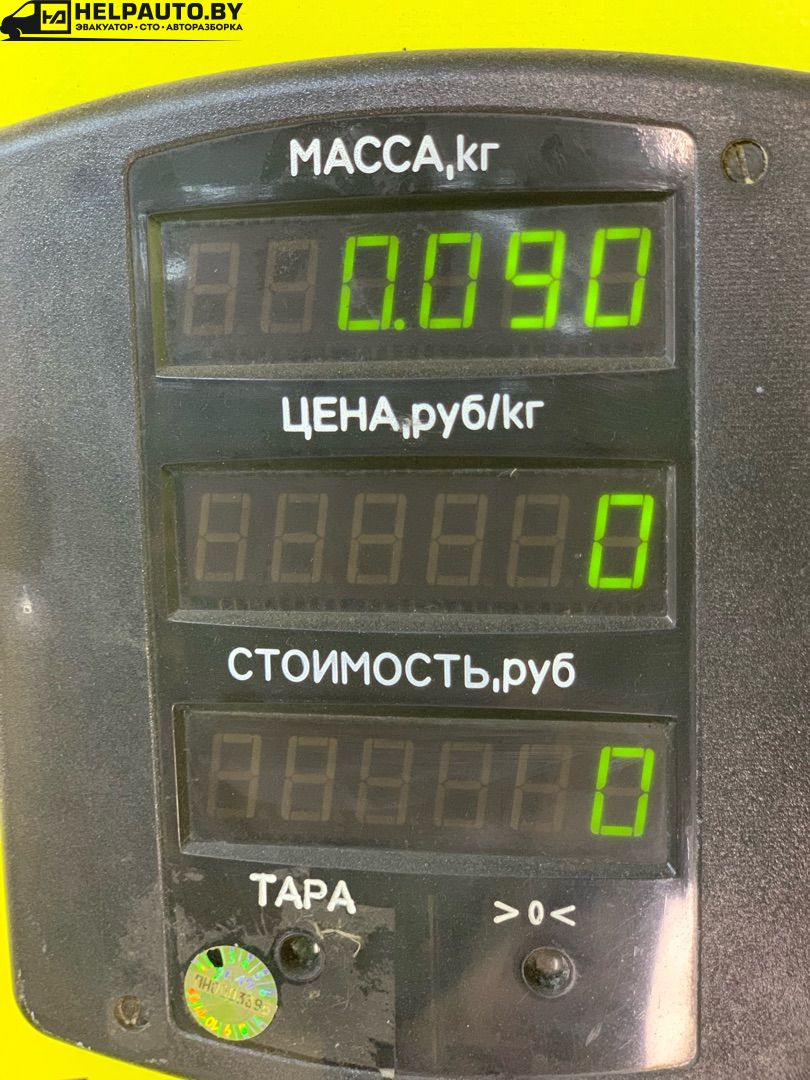 HELPAUTO.BY
ЭВАКУАТОР • СТО • АВТОРАЗБОРКА
МАССА,кг
0.090
ЦЕНА,руб/кг
0
СТОИМОСТЬ,руб
0
ТАРА
>0<